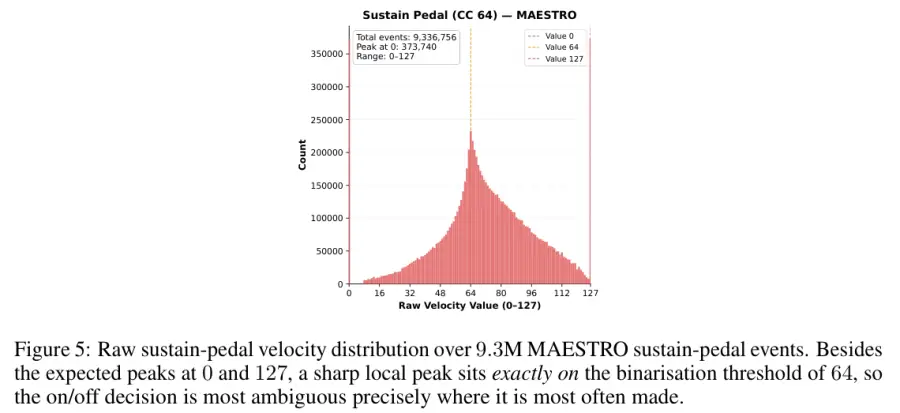 Sustain Pedal (CC 64) — MAESTRO
Total events: 9,336,756
Peak at 0: 373,740
Range: 0–127
Value 0
Value 64
Value 127
350000
300000
250000
200000
150000
100000
50000
0
Count
0 16 32 48 64 80 96 112 127
Raw Velocity Value (0–127)
Figure 5: Raw sustain-pedal velocity distribution over 9.3M MAESTRO sustain-pedal events. Besides
the expected peaks at 0 and 127, a sharp local peak sits exactly on the binarisation threshold of 64, so
the on/off decision is most ambiguous precisely where it is most often made.